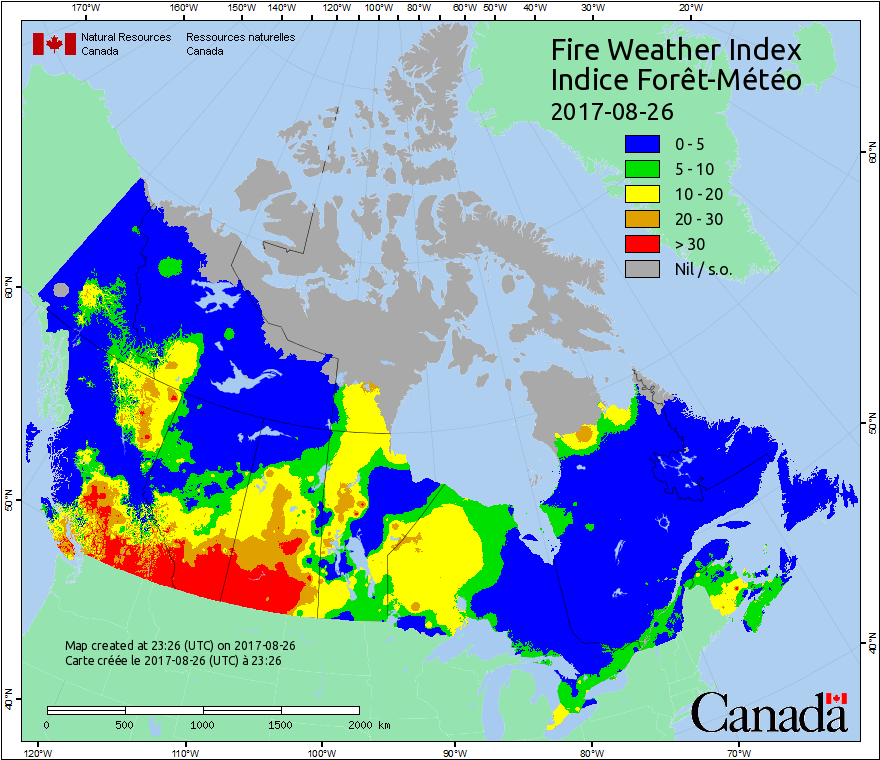 170°W 160°W 150°W 140°W 120°W 100°W 80°W 60°W 50°W 40°W 30°W 20°W
Natural Resources Ressources naturelles
Canada Canada
Fire Weather Index
Indice Forêt-Météo
2017-08-26
0 - 5
5 - 10
10 - 20
20 - 30
> 30
Nil / s.o.
60°N 60°N
50°N 50°N
40°N 40°N
Map created at 23:26 (UTC) on 2017-08-26
Carte créée le 2017-08-26 (UTC) à 23:26
0 500 1000 1500 2000 km
Canada
120°W 110°W 100°W 90°W 80°W 70°W